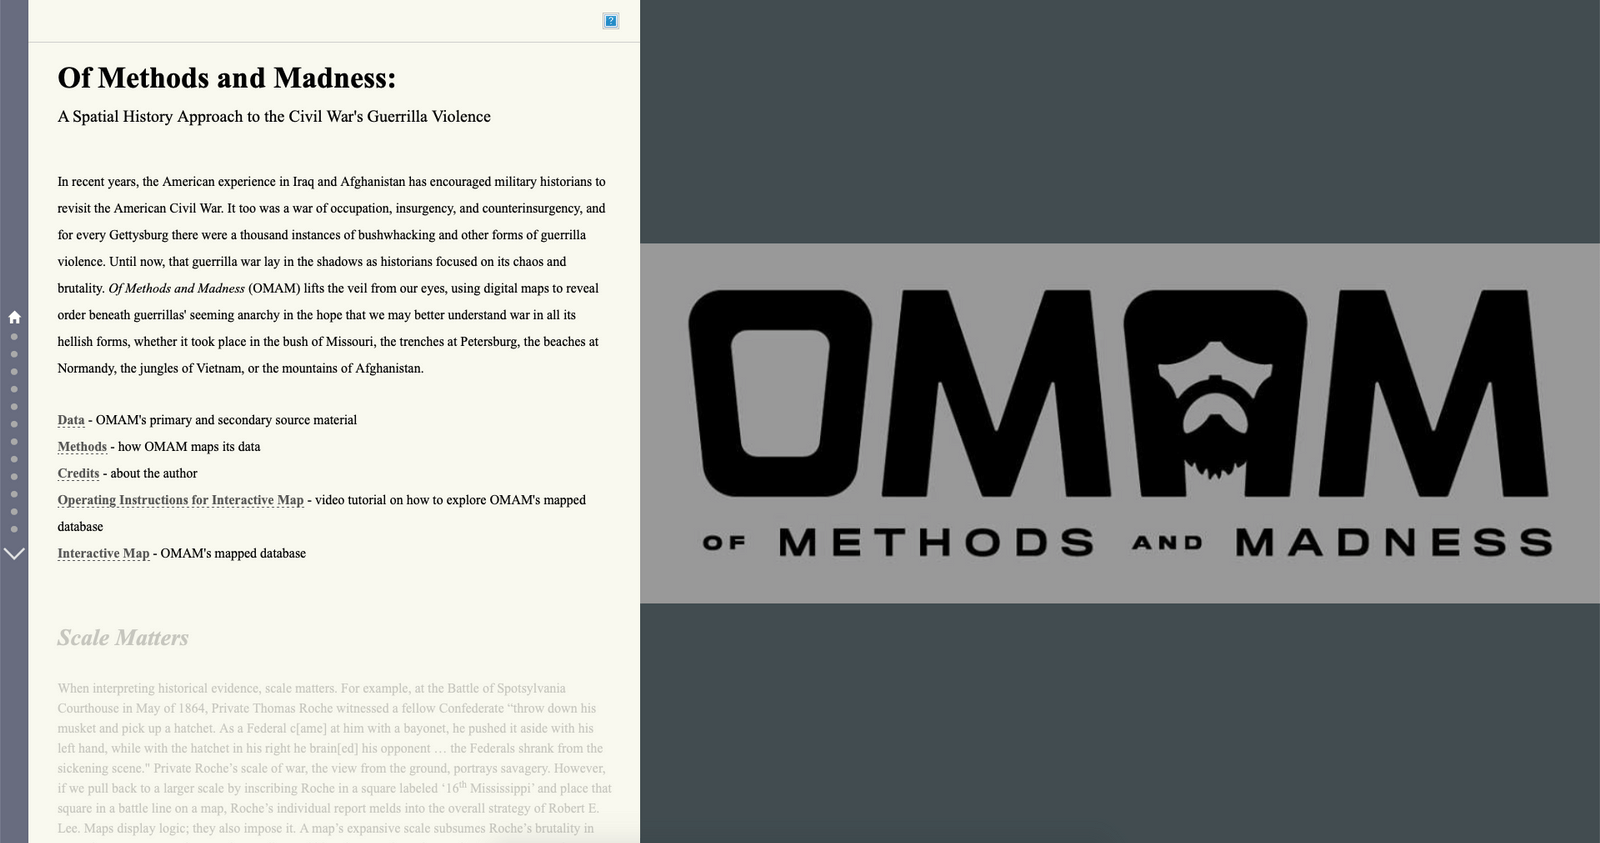 ?
Of Methods and Madness:
A Spatial History Approach to the Civil War's Guerrilla Violence
In recent years, the American experience in Iraq and Afghanistan has encouraged military historians to
revisit the American Civil War. It too was a war of occupation, insurgency, and counterinsurgency, and
for every Gettysburg there were a thousand instances of bushwhacking and other forms of guerrilla
violence. Until now, that guerrilla war lay in the shadows as historians focused on its chaos and
brutality. Of Methods and Madness (OMAM) lifts the veil from our eyes, using digital maps to reveal
order beneath guerrillas' seeming anarchy in the hope that we may better understand war in all its
hellish forms, whether it took place in the bush of Missouri, the trenches at Petersburg, the beaches at
Normandy, the jungles of Vietnam, or the mountains of Afghanistan.
Data - OMAM's primary and secondary source material
Methods - how OMAM maps its data
Credits - about the author
Operating Instructions for Interactive Map - video tutorial on how to explore OMAM's mapped
database
Interactive Map - OMAM's mapped database
Scale Matters
When interpreting historical evidence, scale matters. For example, at the Battle of Spotsylvania
Courthouse in May of 1864, Private Thomas Roche witnessed a fellow Confederate “throw down his
musket and pick up a hatchet. As a Federal c[ame] at him with a bayonet, he pushed it aside with his
left hand, while with the hatchet in his right he brain[ed] his opponent … the Federals shrank from the
sickening scene." Private Roche’s scale of war, the view from the ground, portrays savagery. However,
if we pull back to a larger scale by inscribing Roche in a square labeled ‘16th Mississippi’ and place that
square in a battle line on a map, Roche’s individual report melds into the overall strategy of Robert E.
Lee. Maps display logic; they also impose it. A map’s expansive scale subsumes Roche’s brutality in
OMAM
OF METHODS AND MADNESS